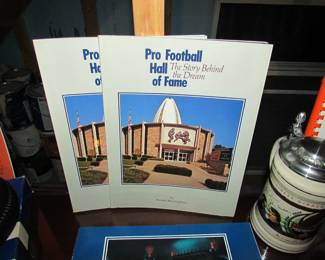 Pro
Ha
of
Pro Football
Hall The Story Behind
of Fame the Dream